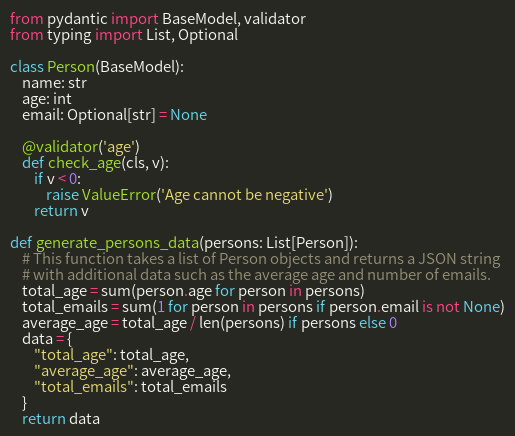 from pydantic import BaseModel, validator
from typing import List, Optional

class Person(BaseModel):
    name: str
    age: int
    email: Optional[str] = None

    @validator('age')
    def check_age(cls, v):
        if v < 0:
            raise ValueError('Age cannot be negative')
        return v

def generate_persons_data(persons: List[Person]):
    # This function takes a list of Person objects and returns a JSON string
    # with additional data such as the average age and number of emails.
    total_age = sum(person.age for person in persons)
    total_emails = sum(1 for person in persons if person.email is not None)
    average_age = total_age / len(persons) if persons else 0
    data = {
        "total_age": total_age,
        "average_age": average_age,
        "total_emails": total_emails
    }
    return data